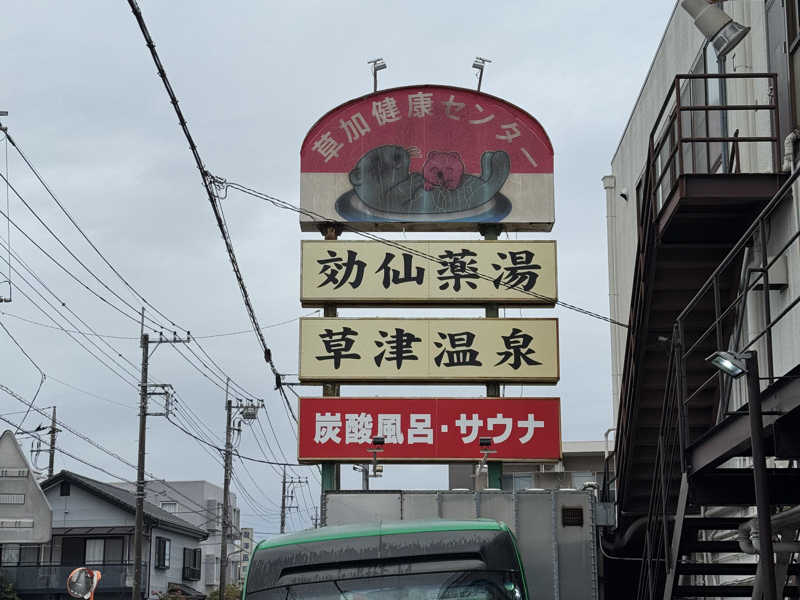 草加健康センター
効仙薬湯
草津温泉
炭酸風呂・サウナ